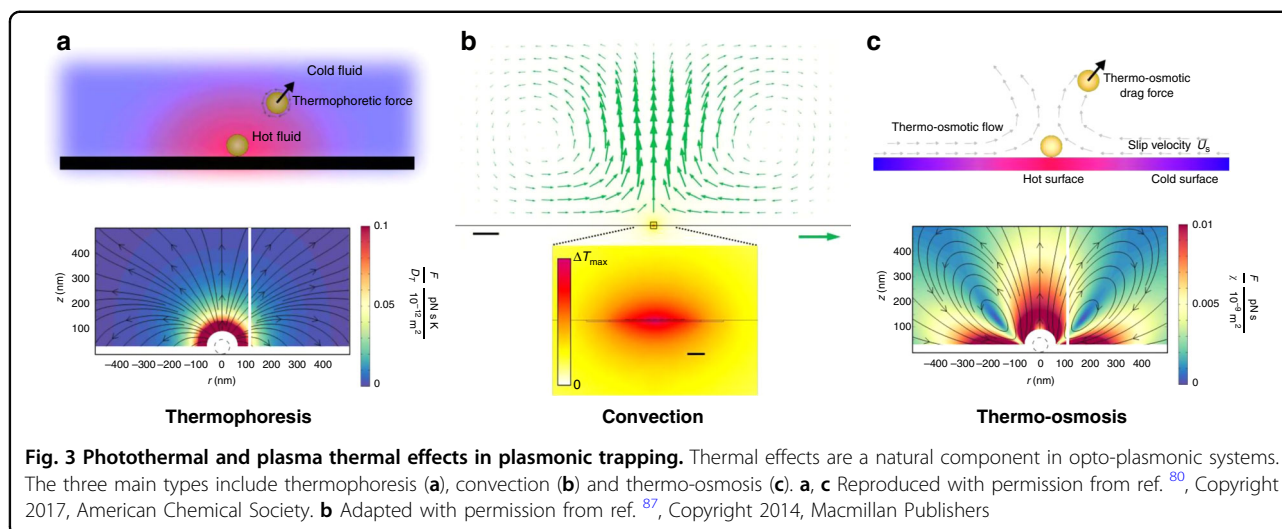 a
Cold fluid
Thermophoretic force
Hot fluid
0.1
400
300
200
100
z (nm)
0.05
0
F
D_T
pN s K
10⁻¹² m²
−400 −300 −200 −100 0 100 200 300 400
r (nm)
Thermophoresis
b
ΔT_max
0
Convection
c
Thermo-osmotic
drag force
Thermo-osmotic flow
Slip velocity U_s
Hot surface
Cold surface
0.01
400
300
200
100
z (nm)
0.005
0
F
χ
pN s
10⁻⁹ m²
−400 −300 −200 −100 0 100 200 300 400
r (nm)
Thermo-osmosis
Fig. 3 Photothermal and plasma thermal effects in plasmonic trapping. Thermal effects are a natural component in opto-plasmonic systems.
The three main types include thermophoresis (a), convection (b) and thermo-osmosis (c). a, c Reproduced with permission from ref. 80, Copyright
2017, American Chemical Society. b Adapted with permission from ref. 87, Copyright 2014, Macmillan Publishers